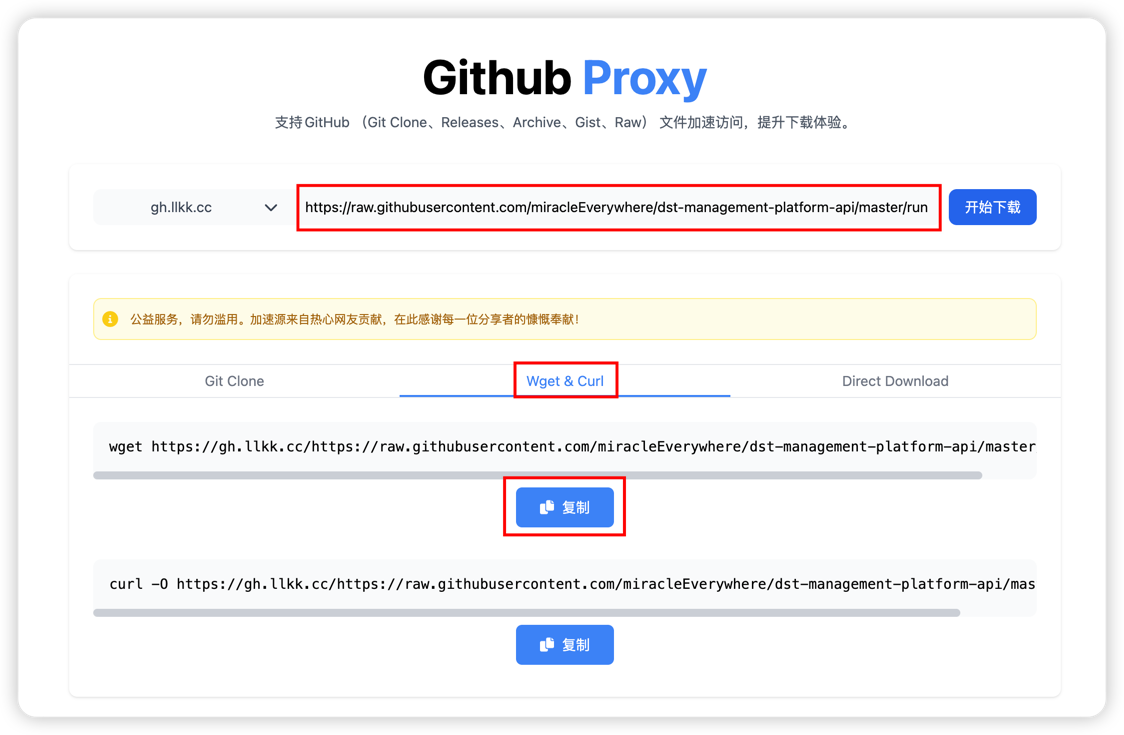 Github Proxy
支持GitHub （Git Clone、Releases、Archive、Gist、Raw） 文件加速访问，提升下载体验。
gh.llkk.cc
https://raw.githubusercontent.com/miracleEverywhere/dst-management-platform-api/master/run
开始下载
公益服务，请勿滥用。加速源来自热心网友贡献，在此感谢每一位分享者的慷慨奉献！
Git Clone
Wget & Curl
Direct Download
wget https://gh.llkk.cc/https://raw.githubusercontent.com/miracleEverywhere/dst-management-platform-api/master
复制
curl -O https://gh.llkk.cc/https://raw.githubusercontent.com/miracleEverywhere/dst-management-platform-api/mas
复制